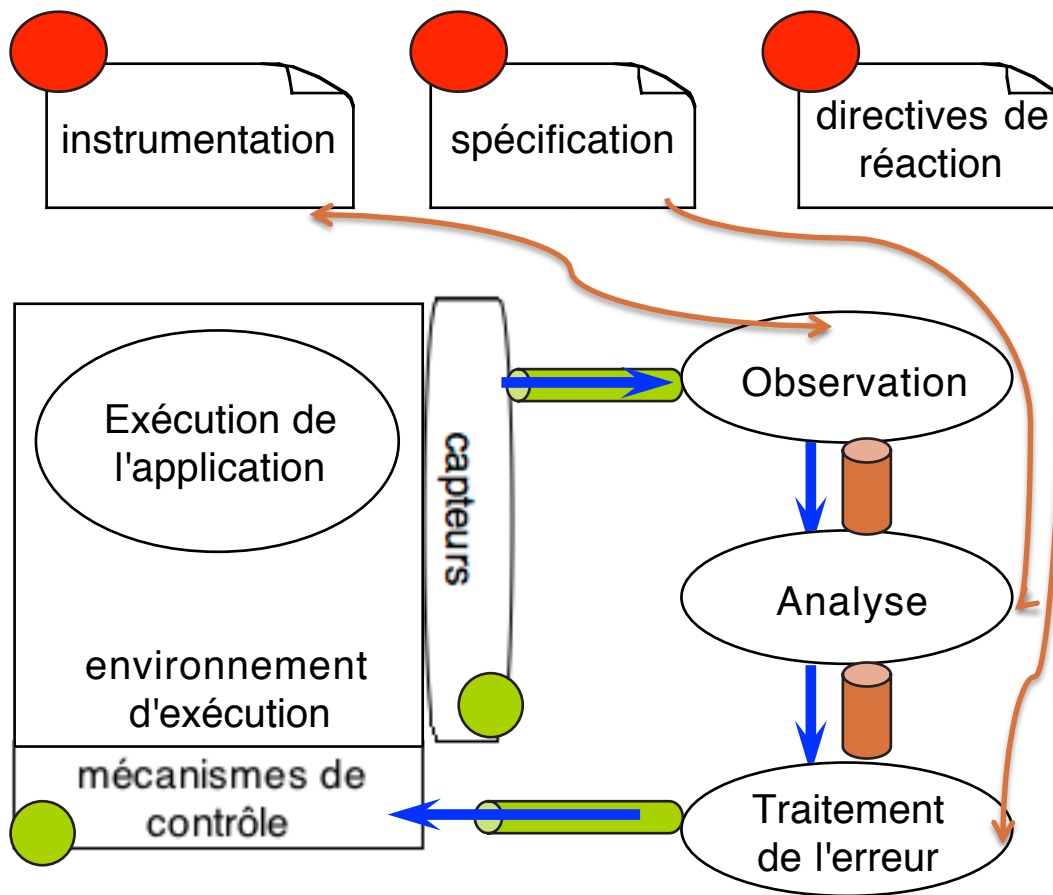 instrumentation
spécification
directives de
réaction
Exécution de
l'application
capteurs
Observation
Analyse
environnement
d'exécution
mécanismes de
contrôle
Traitement
de l'erreur